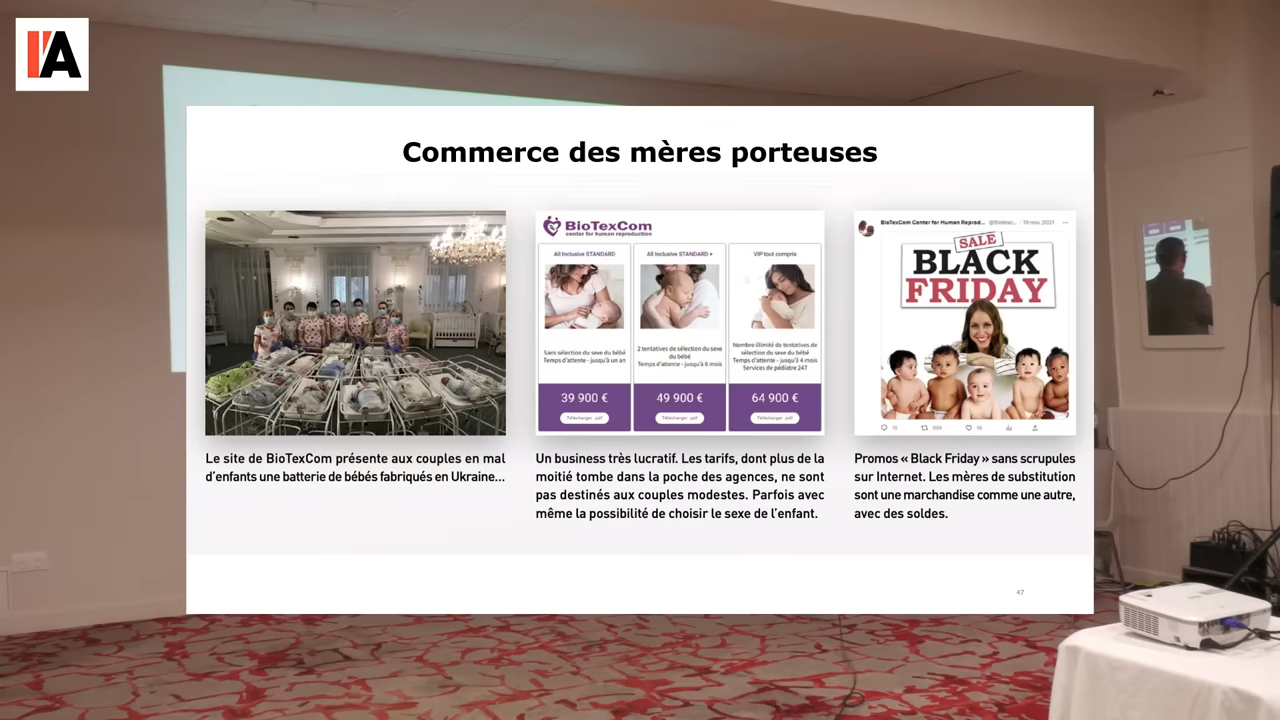 I'A
Commerce des mères porteuses
BioTexCom
center for human reproduction
All Inclusive STANDARD
Sans sélection du sexe du bébé
Temps d'attente - jusqu'à un an
39 900 €
Télécharger .pdf
All Inclusive STANDARD +
2 tentatives de sélection du sexe
du bébé
Temps d'attente - jusqu'à 6 mois
49 900 €
Télécharger .pdf
VIP tout compris
Nombre illimité de tentatives de
sélection du sexe du bébé
Temps d'attente - jusqu'à 4 mois
Services de pédiatre 247
64 900 €
Télécharger .pdf
BioTexCom Center for Human Reprod... · 19 nov. 2021
SALE
BLACK
FRIDAY
Le site de BioTexCom présente aux couples en mal
d'enfants une batterie de bébés fabriqués en Ukraine...
Un business très lucratif. Les tarifs, dont plus de la
moitié tombe dans la poche des agences, ne sont
pas destinés aux couples modestes. Parfois avec
même la possibilité de choisir le sexe de l'enfant.
Promos « Black Friday » sans scrupules
sur Internet. Les mères de substitution
sont une marchandise comme une autre,
avec des soldes.
47